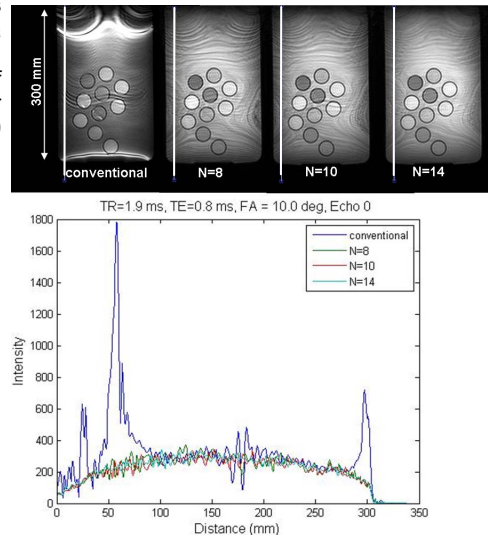 300 mm
conventional
N=8
N=10
N=14
TR=1.9 ms, TE=0.8 ms, FA = 10.0 deg, Echo 0
1800
1600
1400
1200
1000
800
600
400
200
0
Intensity
conventional
N=8
N=10
N=14
0
50
100
150
200
250
300
350
Distance (mm)